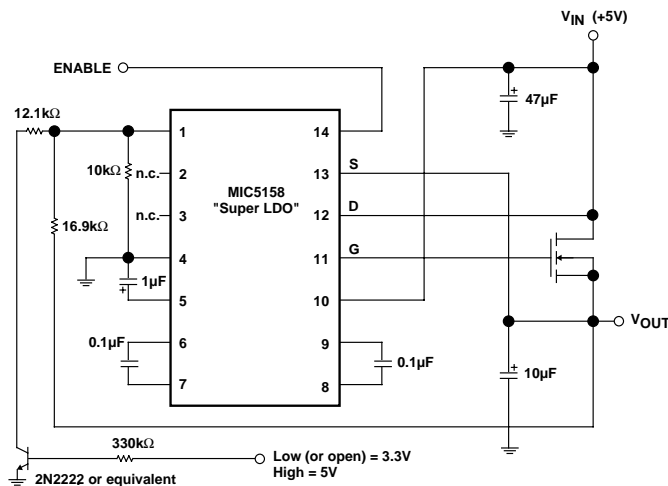 V_IN (+5V)
ENABLE
47µF
12.1kΩ
1
14
10kΩ
n.c.
2
13
S
MIC5158
"Super LDO"
n.c.
3
12
D
16.9kΩ
4
11
G
1µF
5
10
V_OUT
0.1µF
6
9
0.1µF
7
8
10µF
330kΩ
Low (or open) = 3.3V
High = 5V
2N2222 or equivalent